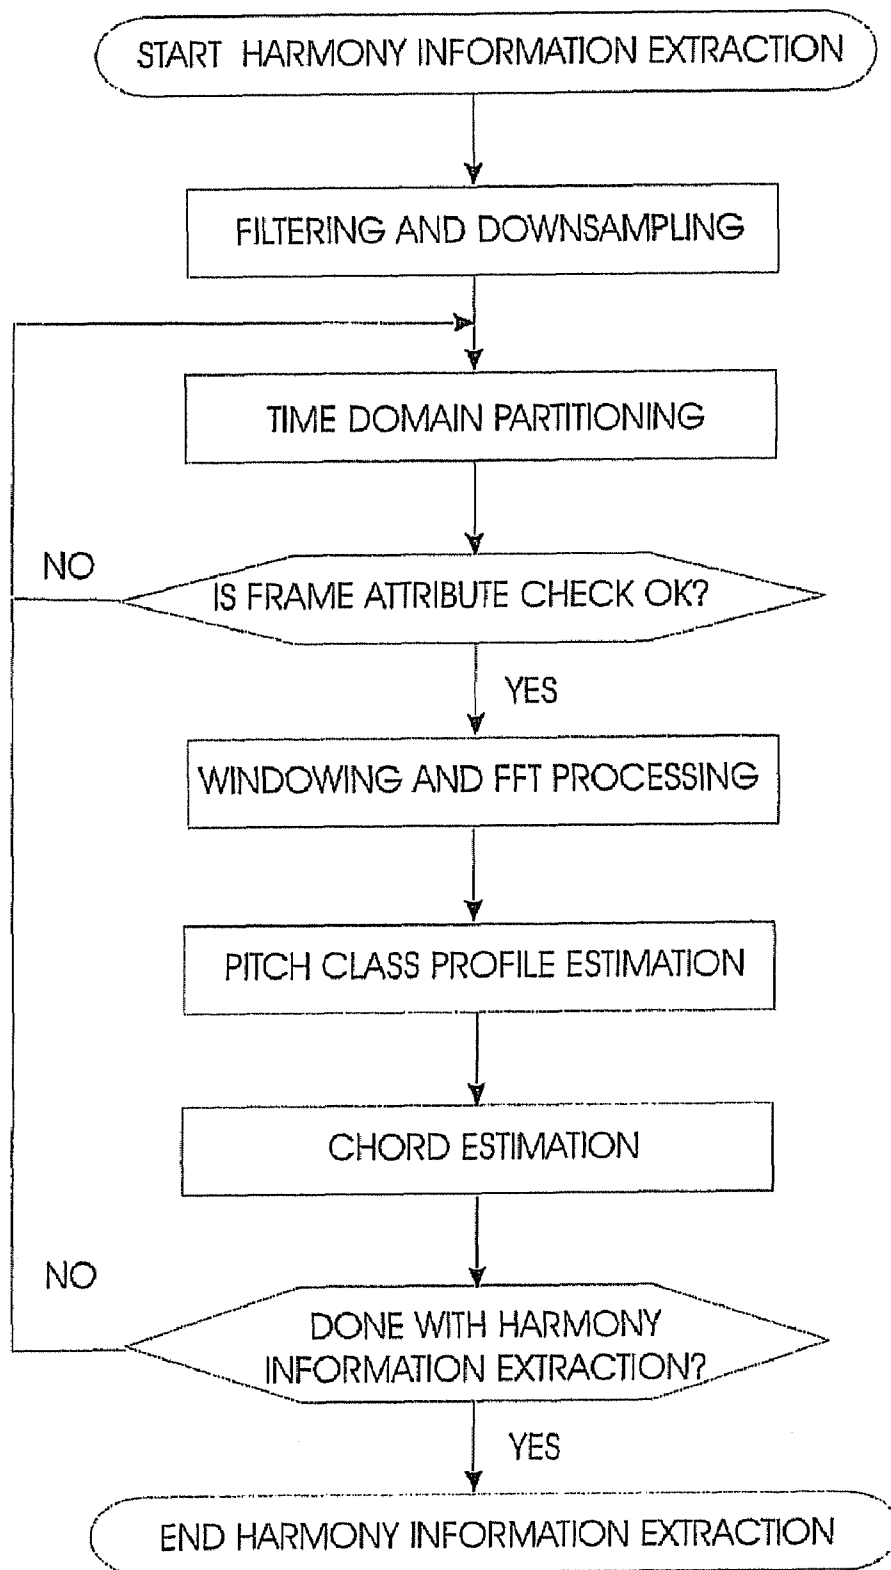 START HARMONY INFORMATION EXTRACTION
FILTERING AND DOWNSAMPLING
TIME DOMAIN PARTITIONING
NO
IS FRAME ATTRIBUTE CHECK OK?
YES
WINDOWING AND FFT PROCESSING
PITCH CLASS PROFILE ESTIMATION
CHORD ESTIMATION
NO
DONE WITH HARMONY
INFORMATION EXTRACTION?
YES
END HARMONY INFORMATION EXTRACTION